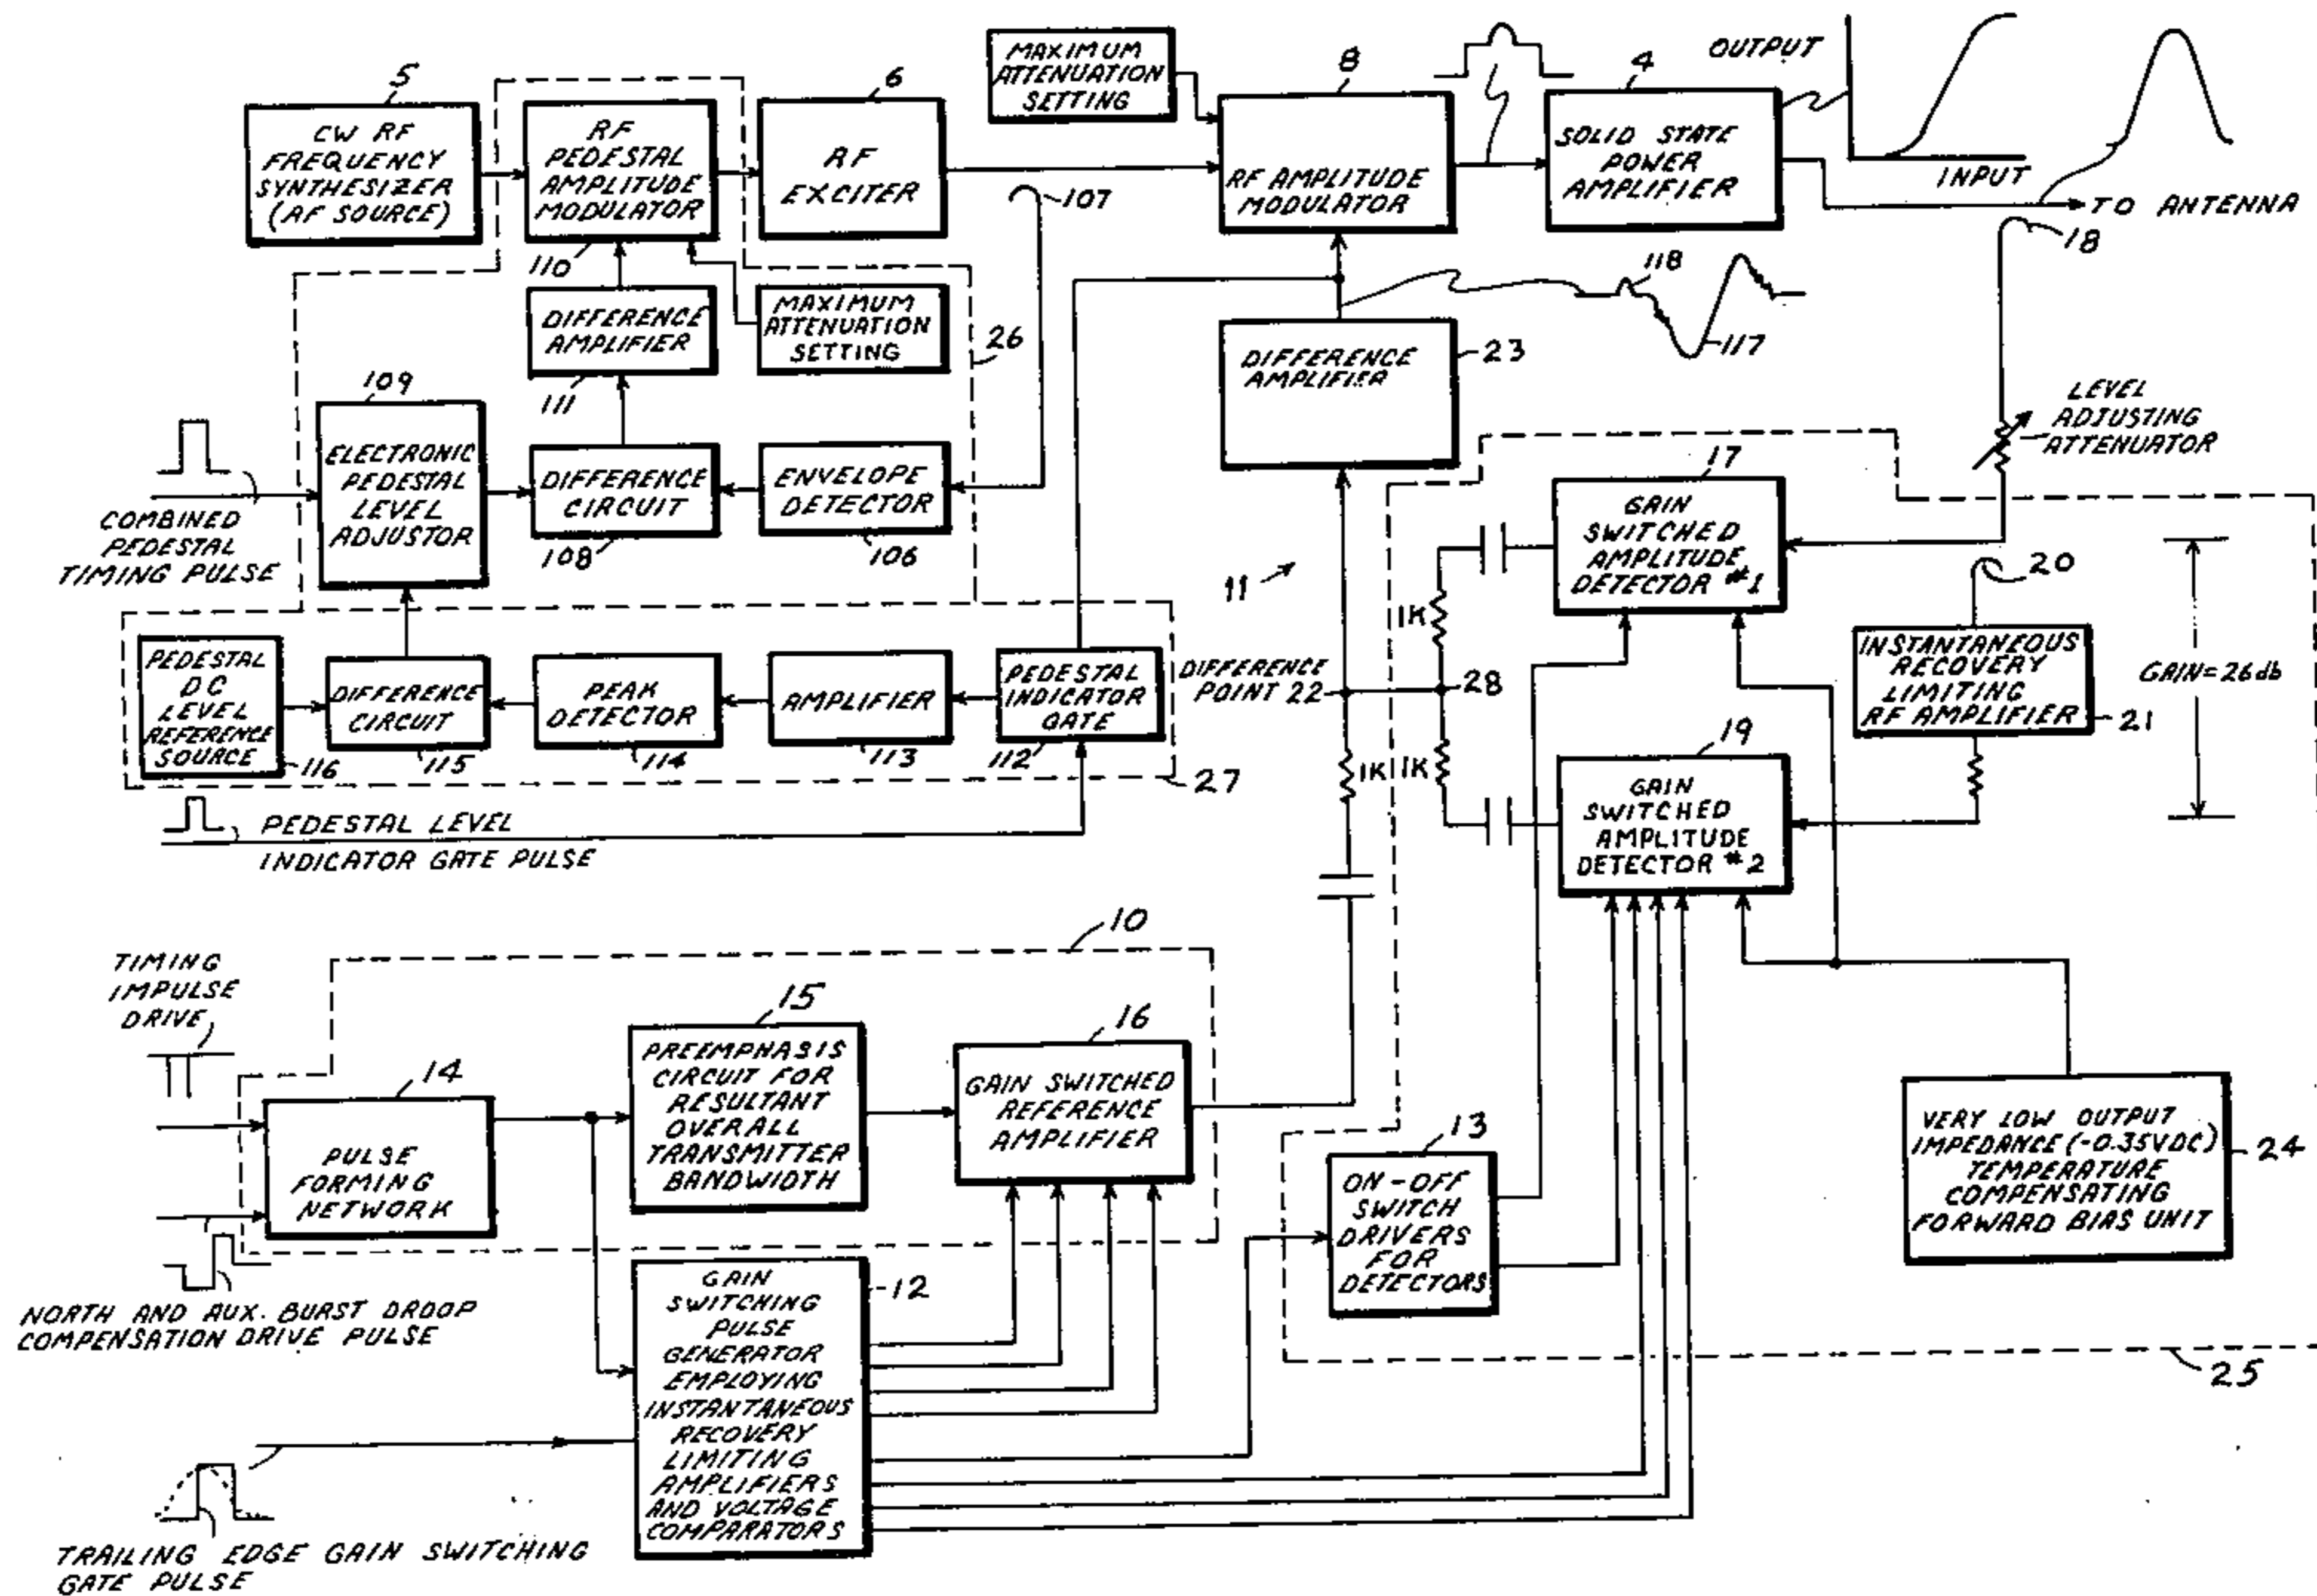 5
CW RF
FREQUENCY
SYNTHESIZER
(AF SOURCE)
RF
PEDESTAL
AMPLITUDE
MODULATOR
110
6
RF
EXCITER
107
MAXIMUM
ATTENUATION
SETTING
8
RF AMPLITUDE
MODULATOR
4
SOLID STATE
POWER
AMPLIFIER
OUTPUT
INPUT
TO ANTENNA
18
DIFFERENCE
AMPLIFIER
111
MAXIMUM
ATTENUATION
SETTING
26
118
117
DIFFERENCE
AMPLIFIER
23
LEVEL
ADJUSTING
ATTENUATOR
109
ELECTRONIC
PEDESTAL
LEVEL
ADJUSTOR
COMBINED
PEDESTAL
TIMING PULSE
DIFFERENCE
CIRCUIT
108
ENVELOPE
DETECTOR
106
17
GAIN
SWITCHED
AMPLITUDE
DETECTOR #1
11
1K
20
INSTANTANEOUS
RECOVERY
LIMITING
RF AMPLIFIER
21
GAIN=26db
PEDESTAL
DC
LEVEL
REFERENCE
SOURCE
116
DIFFERENCE
CIRCUIT
115
PEAK
DETECTOR
114
AMPLIFIER
113
PEDESTAL
INDICATOR
GATE
112
DIFFERENCE
POINT 22
28
27
1K
1K
19
GAIN
SWITCHED
AMPLITUDE
DETECTOR #2
PEDESTAL LEVEL
INDICATOR GATE PULSE
10
TIMING
IMPULSE
DRIVE
14
PULSE
FORMING
NETWORK
15
PREEMPHASIS
CIRCUIT FOR
RESULTANT
OVERALL
TRANSMITTER
BANDWIDTH
16
GAIN SWITCHED
REFERENCE
AMPLIFIER
13
ON-OFF
SWITCH
DRIVERS
FOR
DETECTORS
VERY LOW OUTPUT
IMPEDANCE (-0.35VDC)
TEMPERATURE
COMPENSATING
FORWARD BIAS UNIT
24
NORTH AND AUX. BURST DROOP
COMPENSATION DRIVE PULSE
GAIN
SWITCHING
PULSE
GENERATOR
EMPLOYING
INSTANTANEOUS
RECOVERY
LIMITING
AMPLIFIERS
AND VOLTAGE
COMPARATORS
12
25
TRAILING EDGE GAIN SWITCHING
GATE PULSE